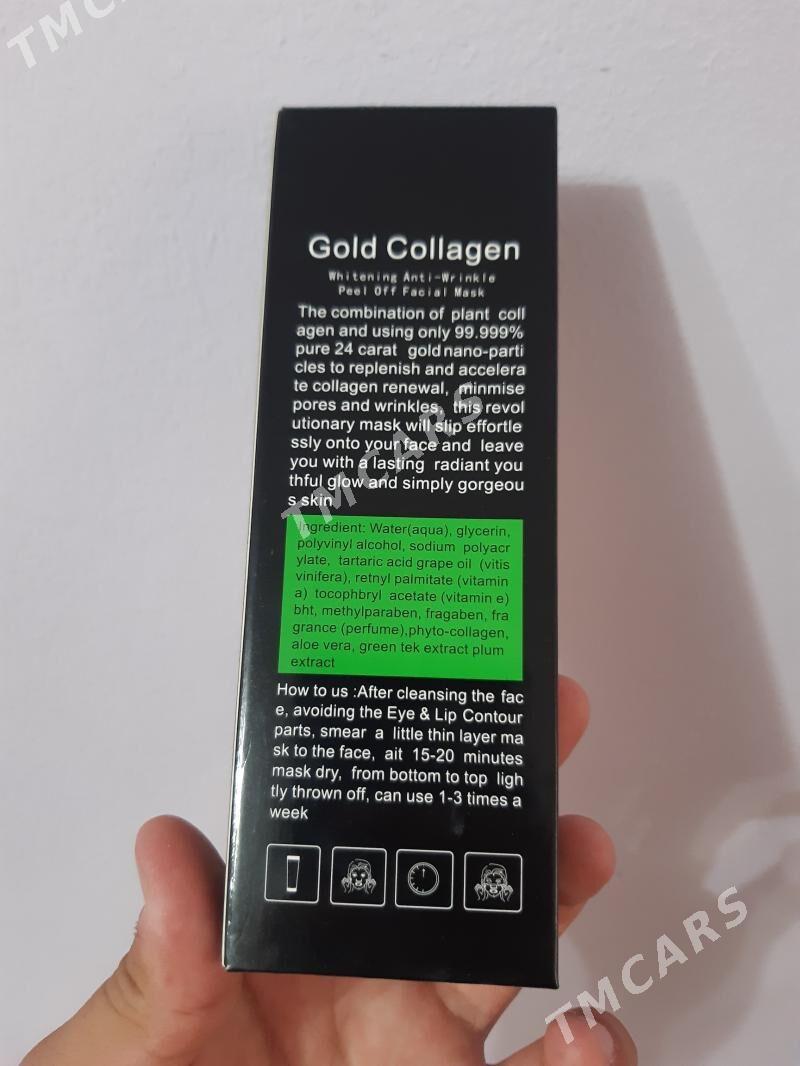 TMCARS
Gold Collagen
Whitening Anti-Wrinkle
Peel Off Facial Mask
The combination of plant coll
agen and using only 99.999%
pure 24 carat gold nano-parti
cles to replenish and accelera
te collagen renewal, minmise
pores and wrinkles, this revol
utionary mask will slip effortle
ssly onto your face and leave
you with a lasting radiant you
thful glow and simply gorgeou
s skin
TMCARS
Ingredient: Water(aqua), glycerin,
polyvinyl alcohol, sodium polyacr
ylate, tartaric acid grape oil (vitis
vinifera), retnyl palmitate (vitamin
a) tocophbryl acetate (vitamin e)
bht, methylparaben, fragaben, fra
grance (perfume),phyto-collagen,
aloe vera, green tek extract plum
extract
How to us :After cleansing the fac
e, avoiding the Eye & Lip Contour
parts, smear a little thin layer ma
sk to the face, ait 15-20 minutes
mask dry, from bottom to top ligh
tly thrown off, can use 1-3 times a
week
TMCARS